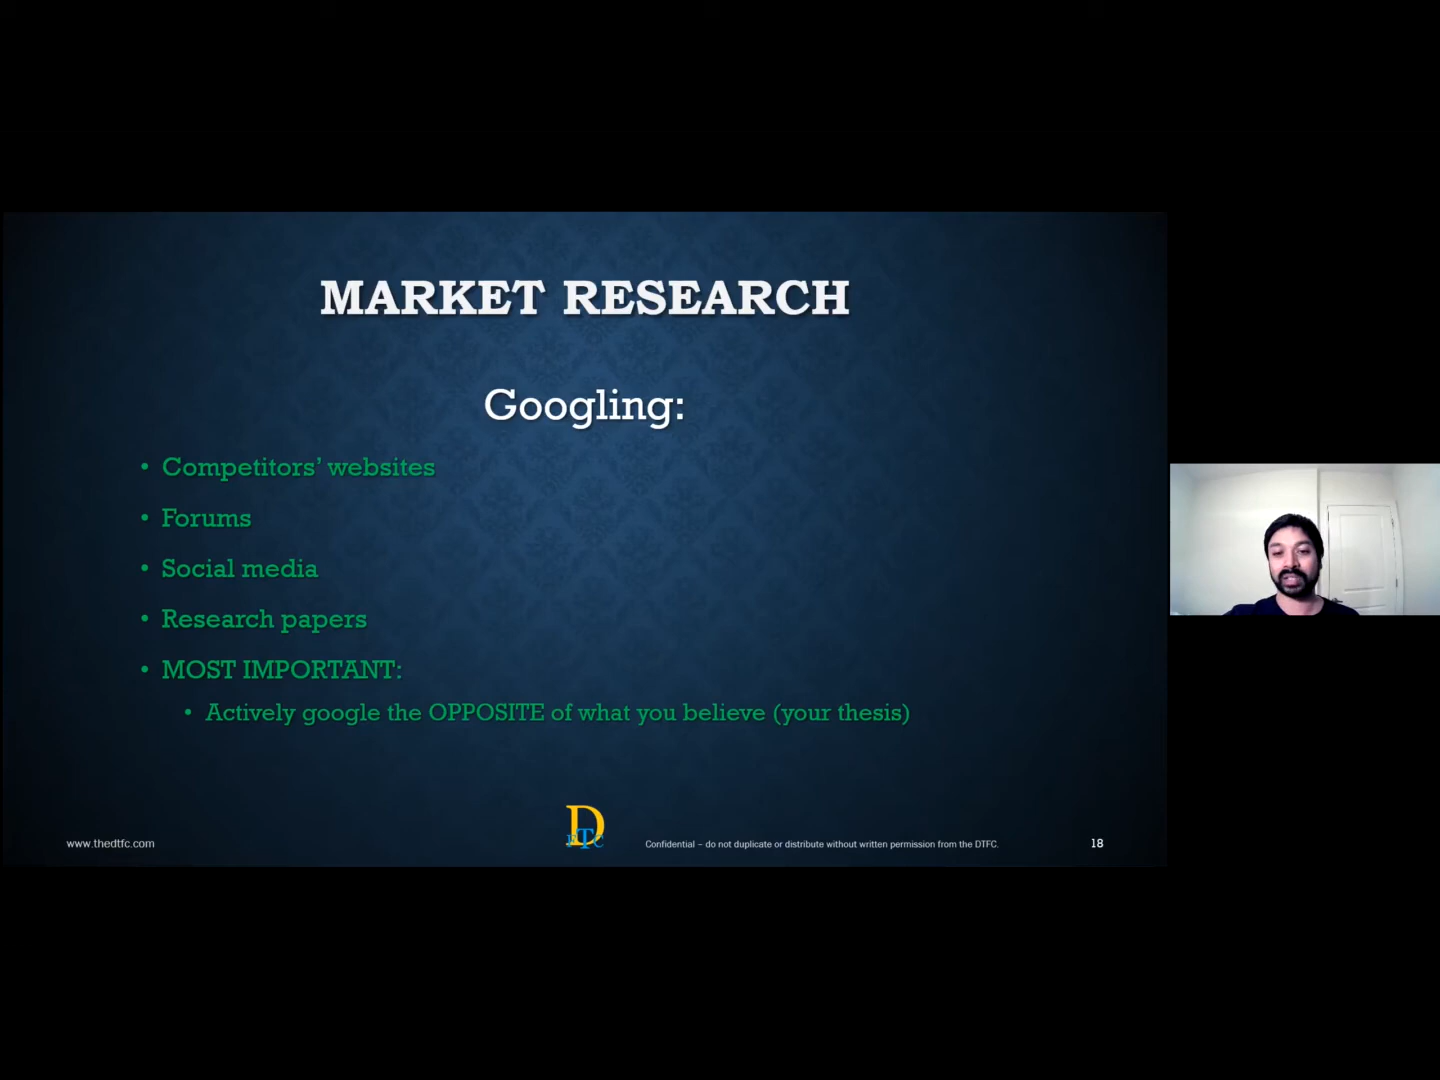 MARKET RESEARCH
Googling:
• Competitors’ websites
• Forums
• Social media
• Research papers
• MOST IMPORTANT:
• Actively google the OPPOSITE of what you believe (your thesis)
www.thedtfc.com
DFTC
Confidential – do not duplicate or distribute without written permission from the DTFC.
18